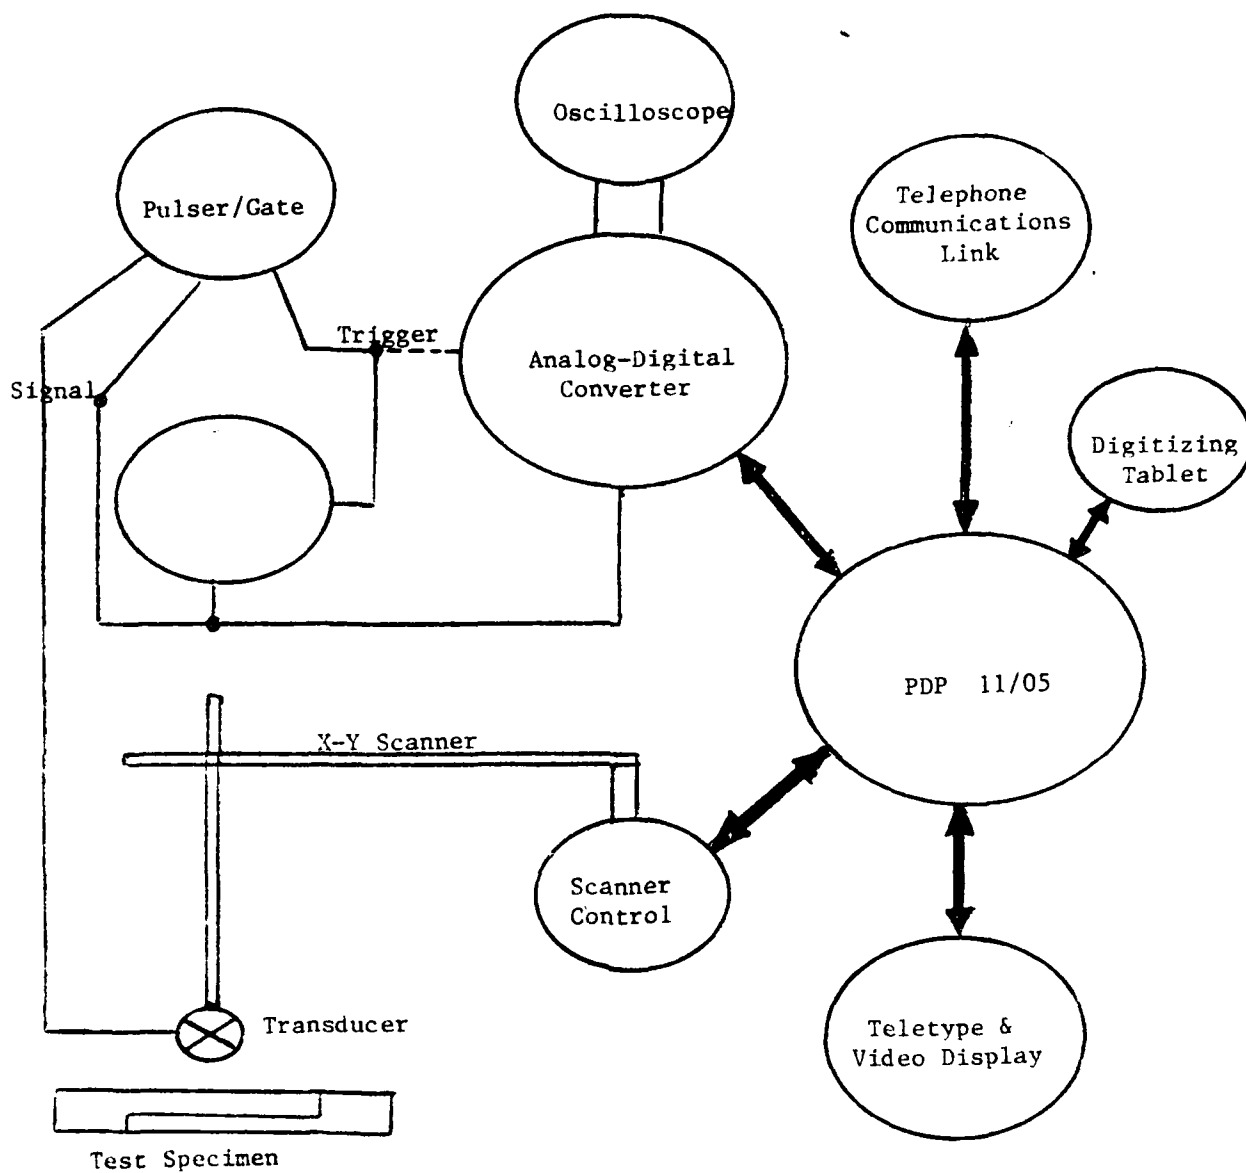 Oscilloscope
Pulser/Gate
Telephone
Communications
Link
Trigger
Analog-Digital
Converter
Signal
Digitizing
Tablet
PDP 11/05
X-Y Scanner
Scanner
Control
Transducer
Teletype &
Video Display
Test Specimen